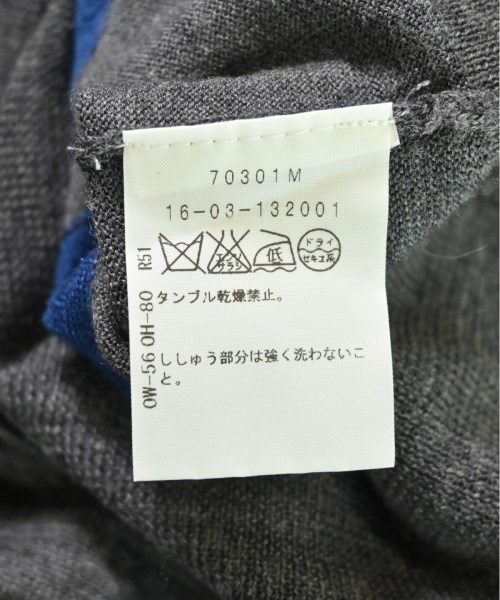 70301M
16-03-132001
エンソ
サラシ
低
ドライ
セキユ系
タンブル乾燥禁止。
ししゅう部分は強く洗わないこ
と。
OW-56 OH-80 R51